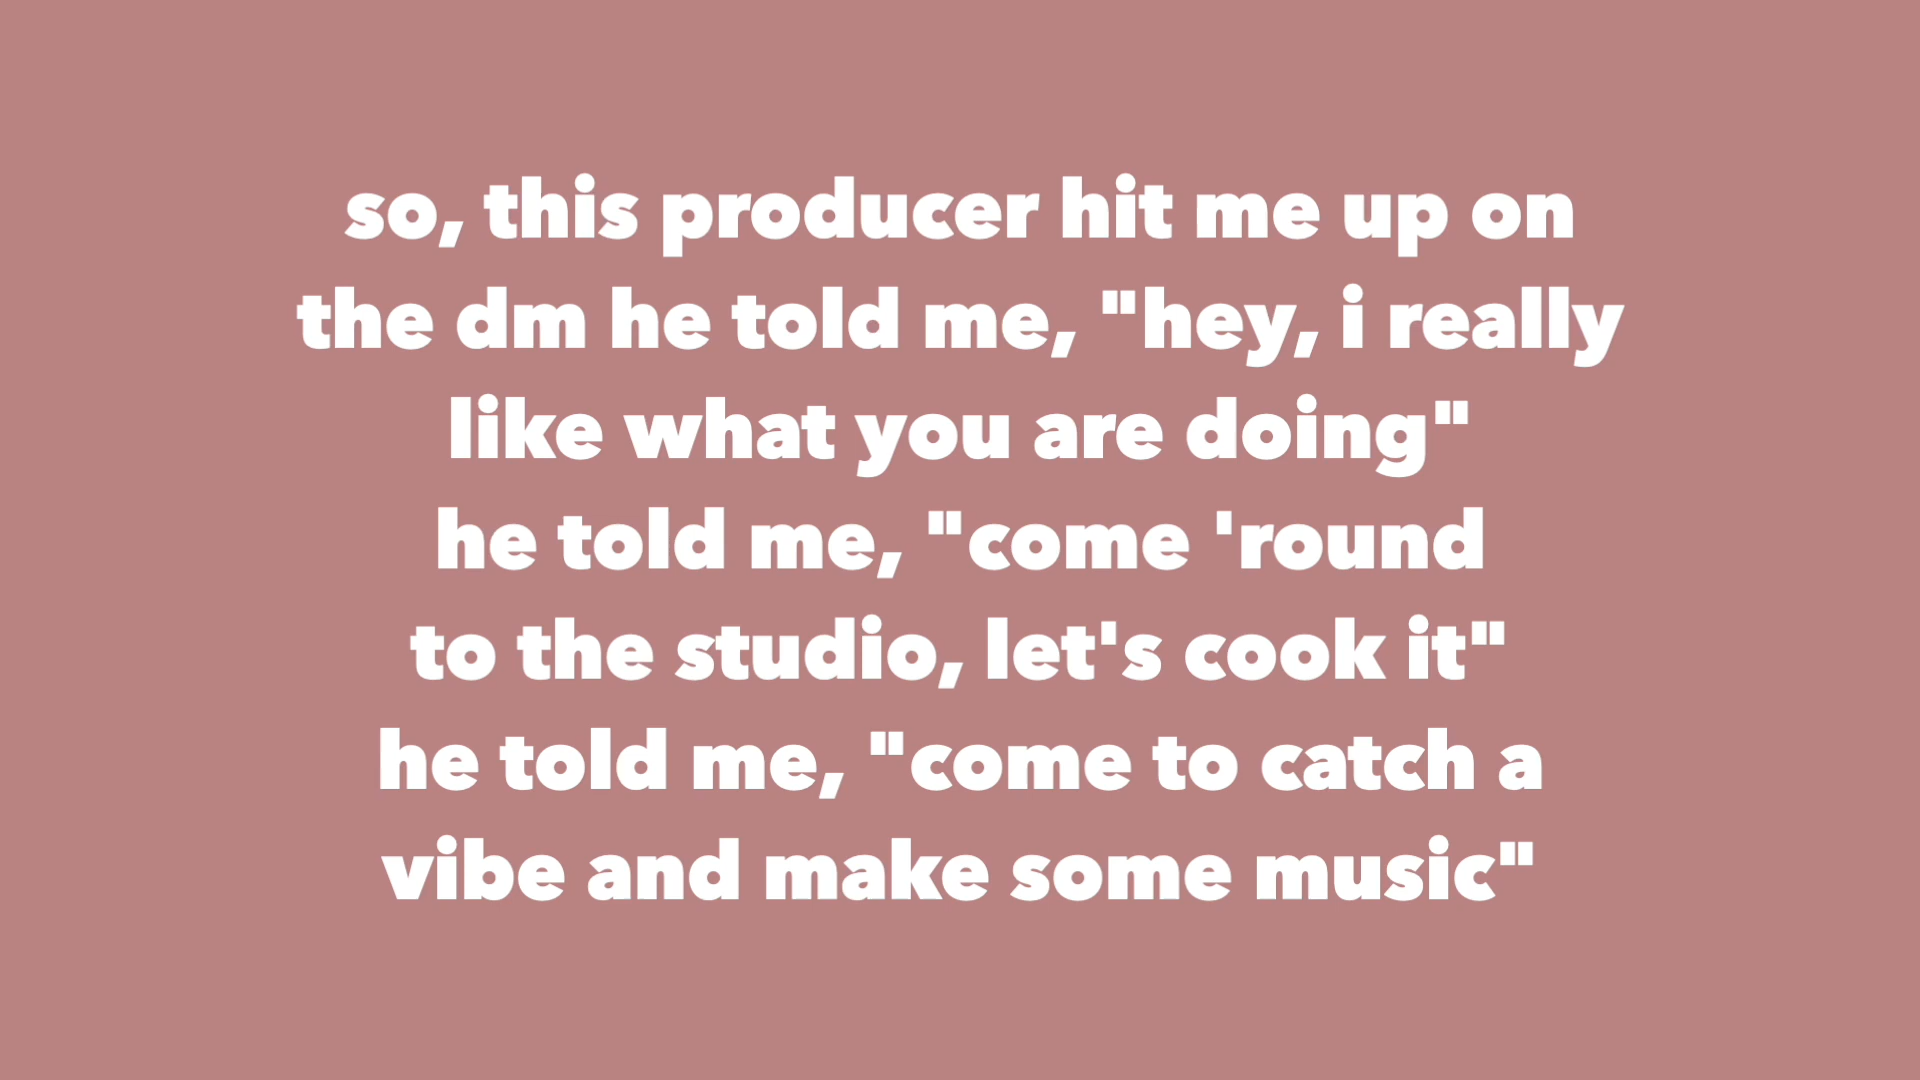 so, this producer hit me up on
the dm he told me, "hey, i really
like what you are doing"
he told me, "come 'round
to the studio, let's cook it"
he told me, "come to catch a
vibe and make some music"